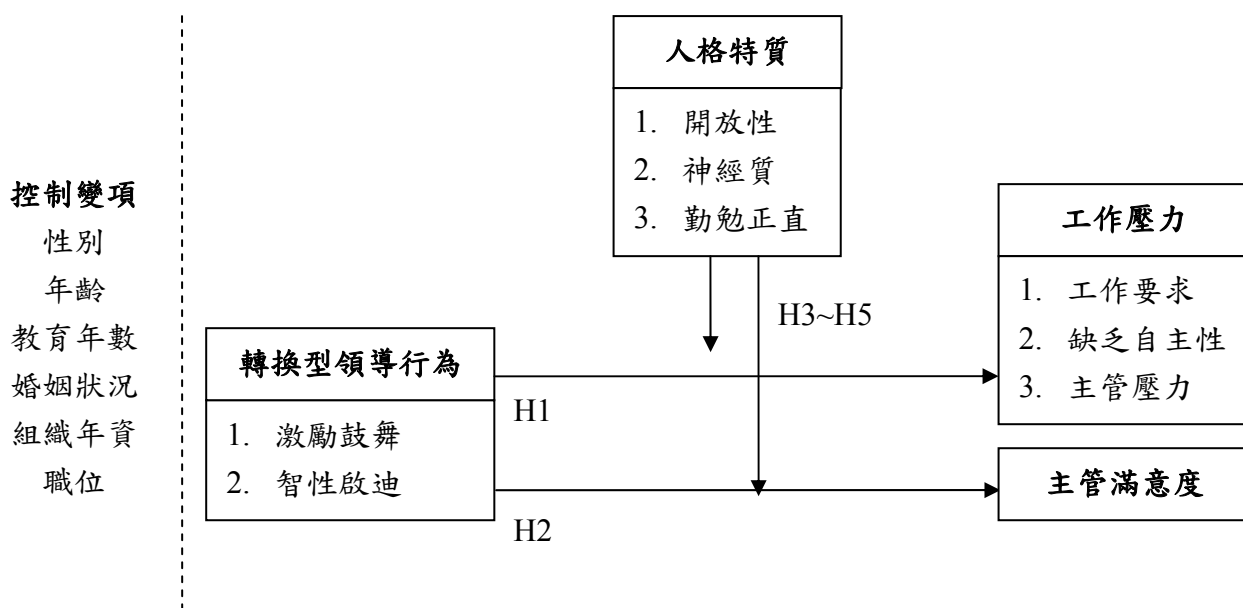 控制變項
性別
年齡
教育年數
婚姻狀況
組織年資
職位
轉換型領導行為
1. 激勵鼓舞
2. 智性啟迪
人格特質
1. 開放性
2. 神經質
3. 勤勉正直
H3~H5
H1
H2
工作壓力
1. 工作要求
2. 缺乏自主性
3. 主管壓力
主管滿意度